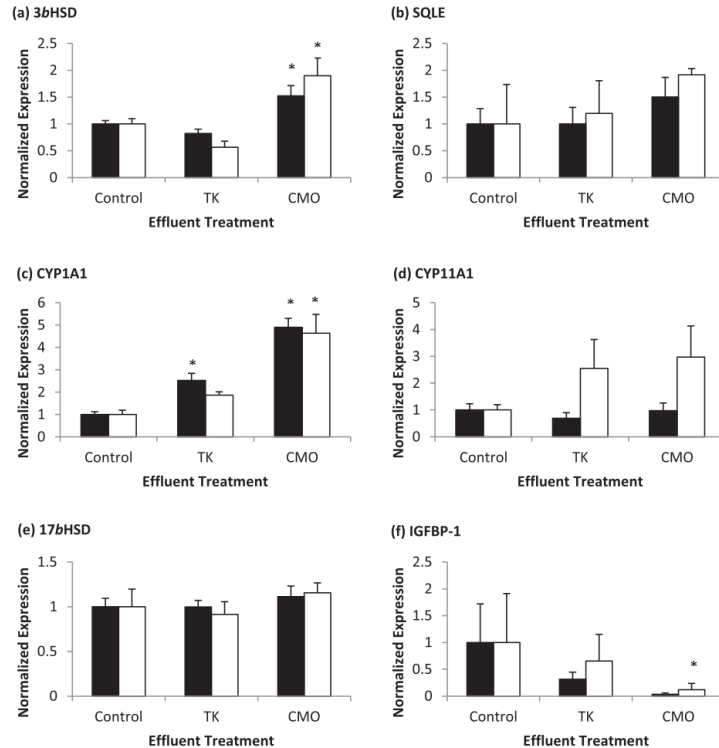 (a) 3bHSD
Normalized Expression
2.5
2
1.5
1
0.5
0
*
*
Control TK CMO
Effluent Treatment
(b) SQLE
Normalized Expression
2.5
2
1.5
1
0.5
0
Control TK CMO
Effluent Treatment
(c) CYP1A1
Normalized Expression
6
5
4
3
2
1
0
*
*
*
Control TK CMO
Effluent Treatment
(d) CYP11A1
Normalized Expression
5
4
3
2
1
0
Control TK CMO
Effluent Treatment
(e) 17bHSD
Normalized Expression
1.5
1
0.5
0
Control TK CMO
Effluent Treatment
(f) IGFBP-1
Normalized Expression
2.5
2
1.5
1
0.5
0
*
Control TK CMO
Effluent Treatment